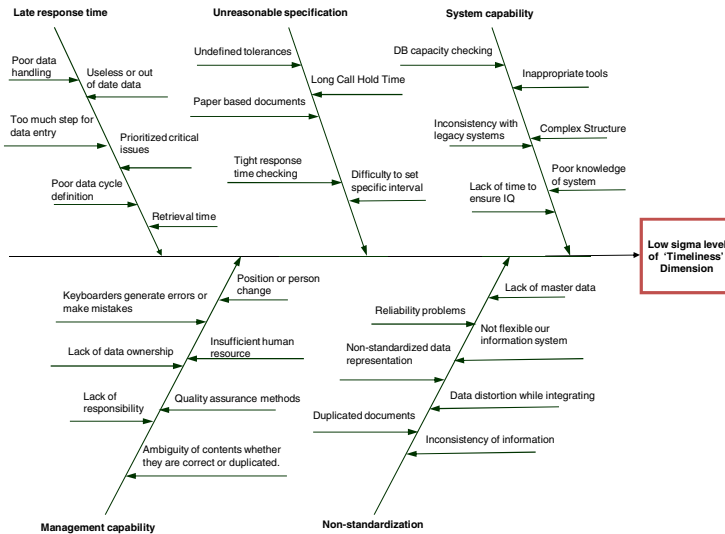 Late response time
Unreasonable specification
System capability
Poor data
handling
Useless or out
of date data
Too much step for
data entry
Prioritized critical
issues
Poor data cycle
definition
Retrieval time
Undefined tolerances
Long Call Hold Time
Paper based documents
Tight response
time checking
Difficulty to set
specific interval
DB capacity checking
Inappropriate tools
Inconsistency with
legacy systems
Complex Structure
Poor knowledge
of system
Lack of time to
ensure IQ
Low sigma level
of 'Timeliness'
Dimension
Position or person
change
Keyboarders generate errors or
make mistakes
Insufficient human
resource
Lack of data ownership
Lack of
responsibility
Quality assurance methods
Ambiguity of contents whether
they are correct or duplicated.
Lack of master data
Reliability problems
Not flexible our
information system
Non-standardized data
representation
Data distortion while integrating
Duplicated documents
Inconsistency of information
Management capability
Non-standardization